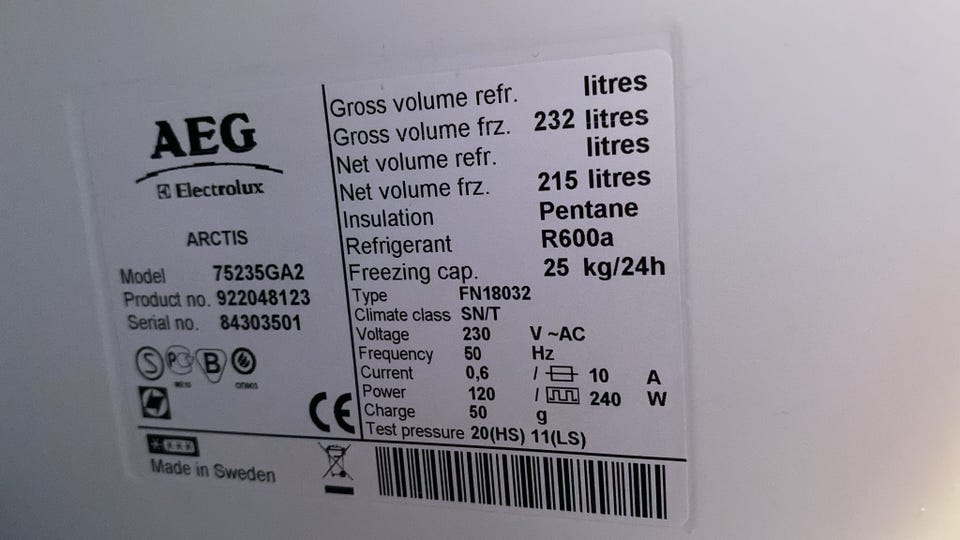 AEG
Electrolux
ARCTIS
Model 75235GA2
Product no. 922048123
Serial no. 84303501
S B
CE
Made in Sweden
Gross volume refr. litres
Gross volume frz. 232 litres
Net volume refr. litres
Net volume frz. 215 litres
Insulation Pentane
Refrigerant R600a
Freezing cap. 25 kg/24h
Type FN18032
Climate class SN/T
Voltage 230 V ~AC
Frequency 50 Hz
Current 0,6 / 10 A
Power 120 / 240 W
Charge 50 g
Test pressure 20(HS) 11(LS)